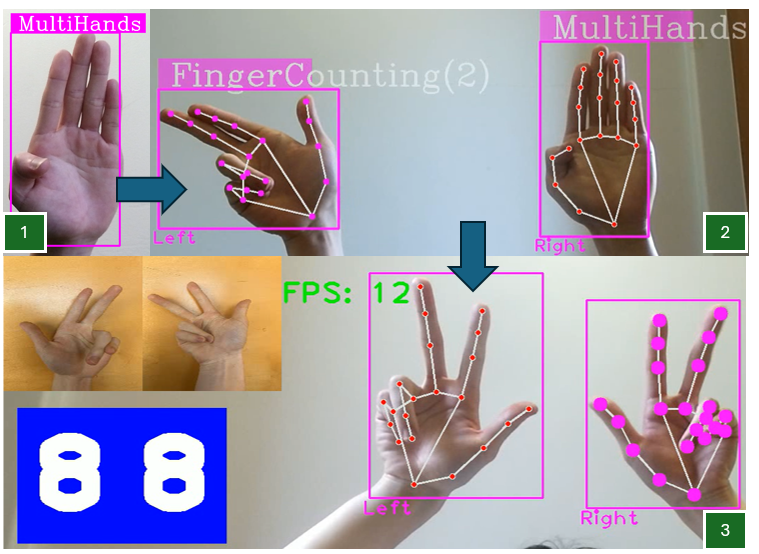 MultiHands
FingerCounting(2)
MultiHands
Left
Right
1
2
FPS: 12
8 8
Left
Right
3